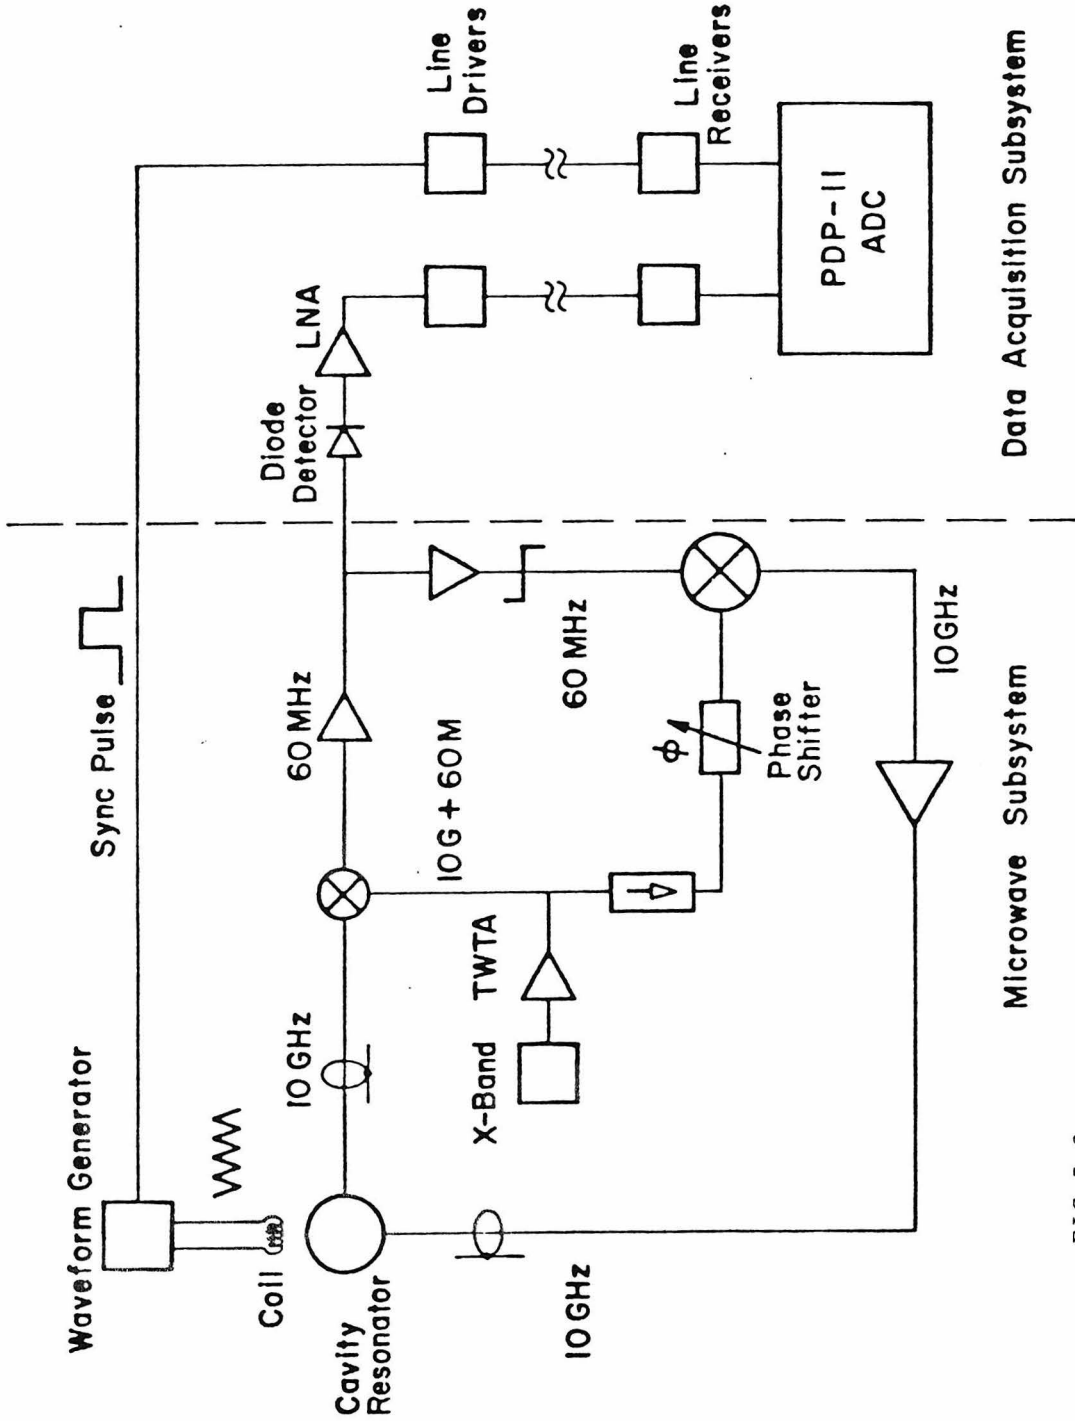 Waveform Generator
Sync Pulse
Coil
Cavity
Resonator
10 GHz
60 MHz
Diode
Detector
LNA
Line
Drivers
X-Band
TWTA
10G + 60M
60 MHz
10 GHz
Phase
Shifter
ϕ
10 GHz
Line
Receivers
PDP-11
ADC
Microwave Subsystem
Data Acquisition Subsystem